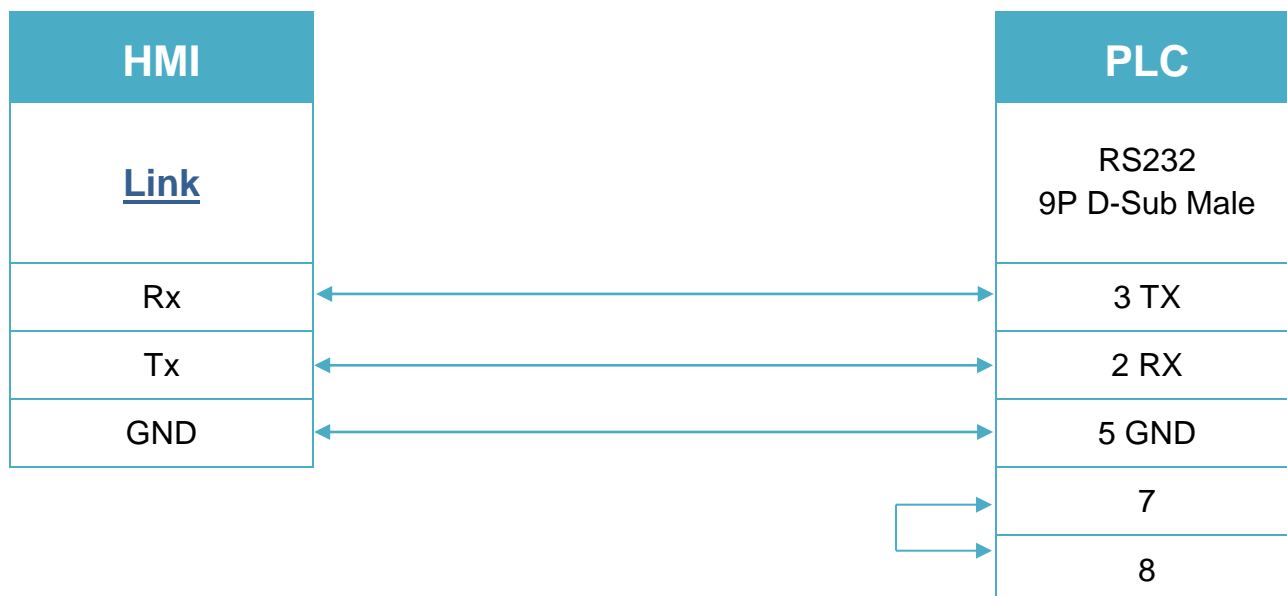 HMI
PLC
Link
RS232
9P D-Sub Male
Rx
3 TX
Tx
2 RX
GND
5 GND
7
8